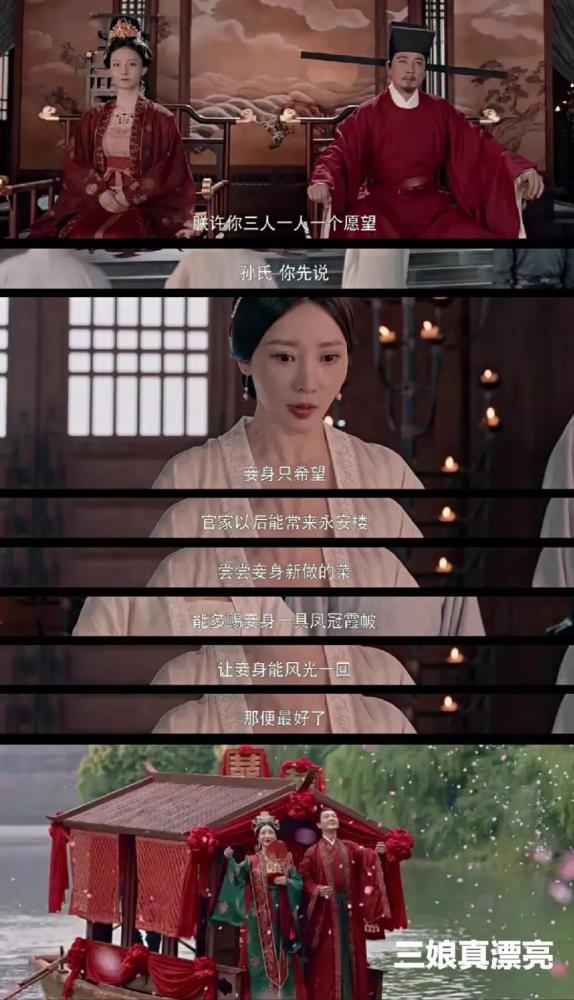 朕许你三人一人一个愿望
孙氏 你先说
妾身只希望
官家以后能常来永安楼
尝尝妾身新做的菜
能多赐妾身一具凤冠霞帔
让妾身能风光一回
那便最好了
囍
三娘真漂亮